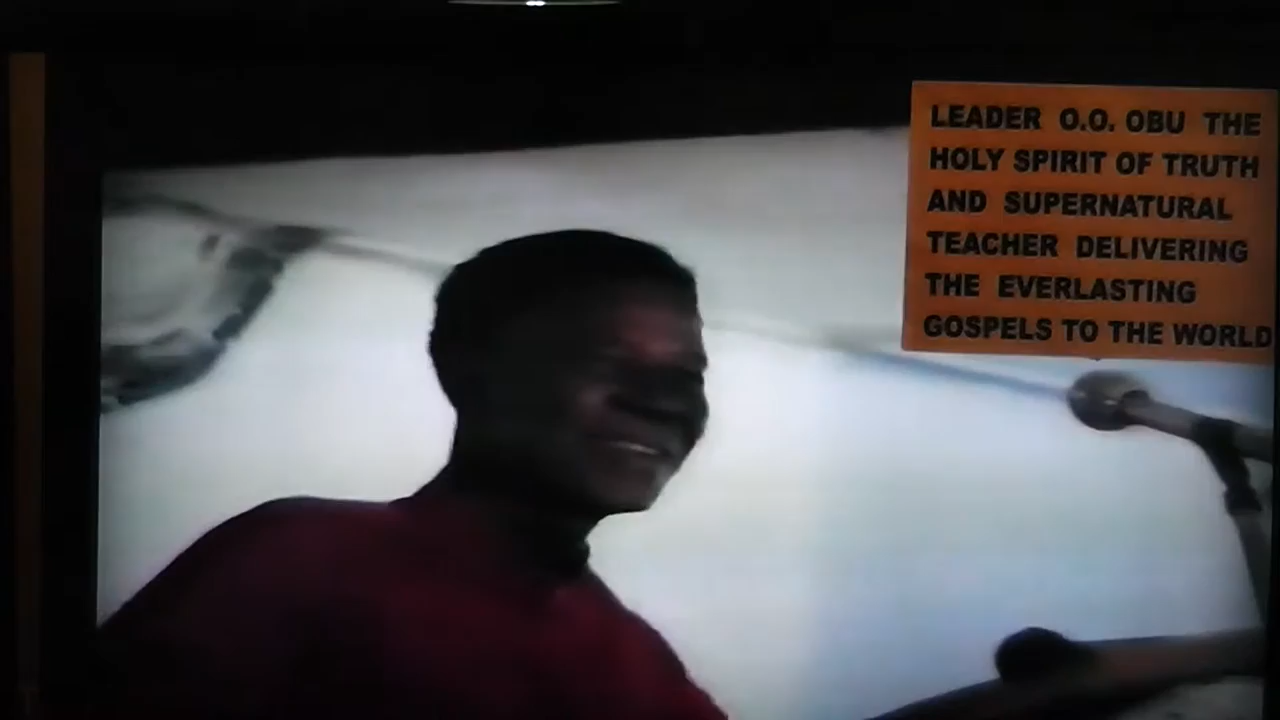 LEADER O.O. OBU THE
HOLY SPIRIT OF TRUTH
AND SUPERNATURAL
TEACHER DELIVERING
THE EVERLASTING
GOSPELS TO THE WORLD